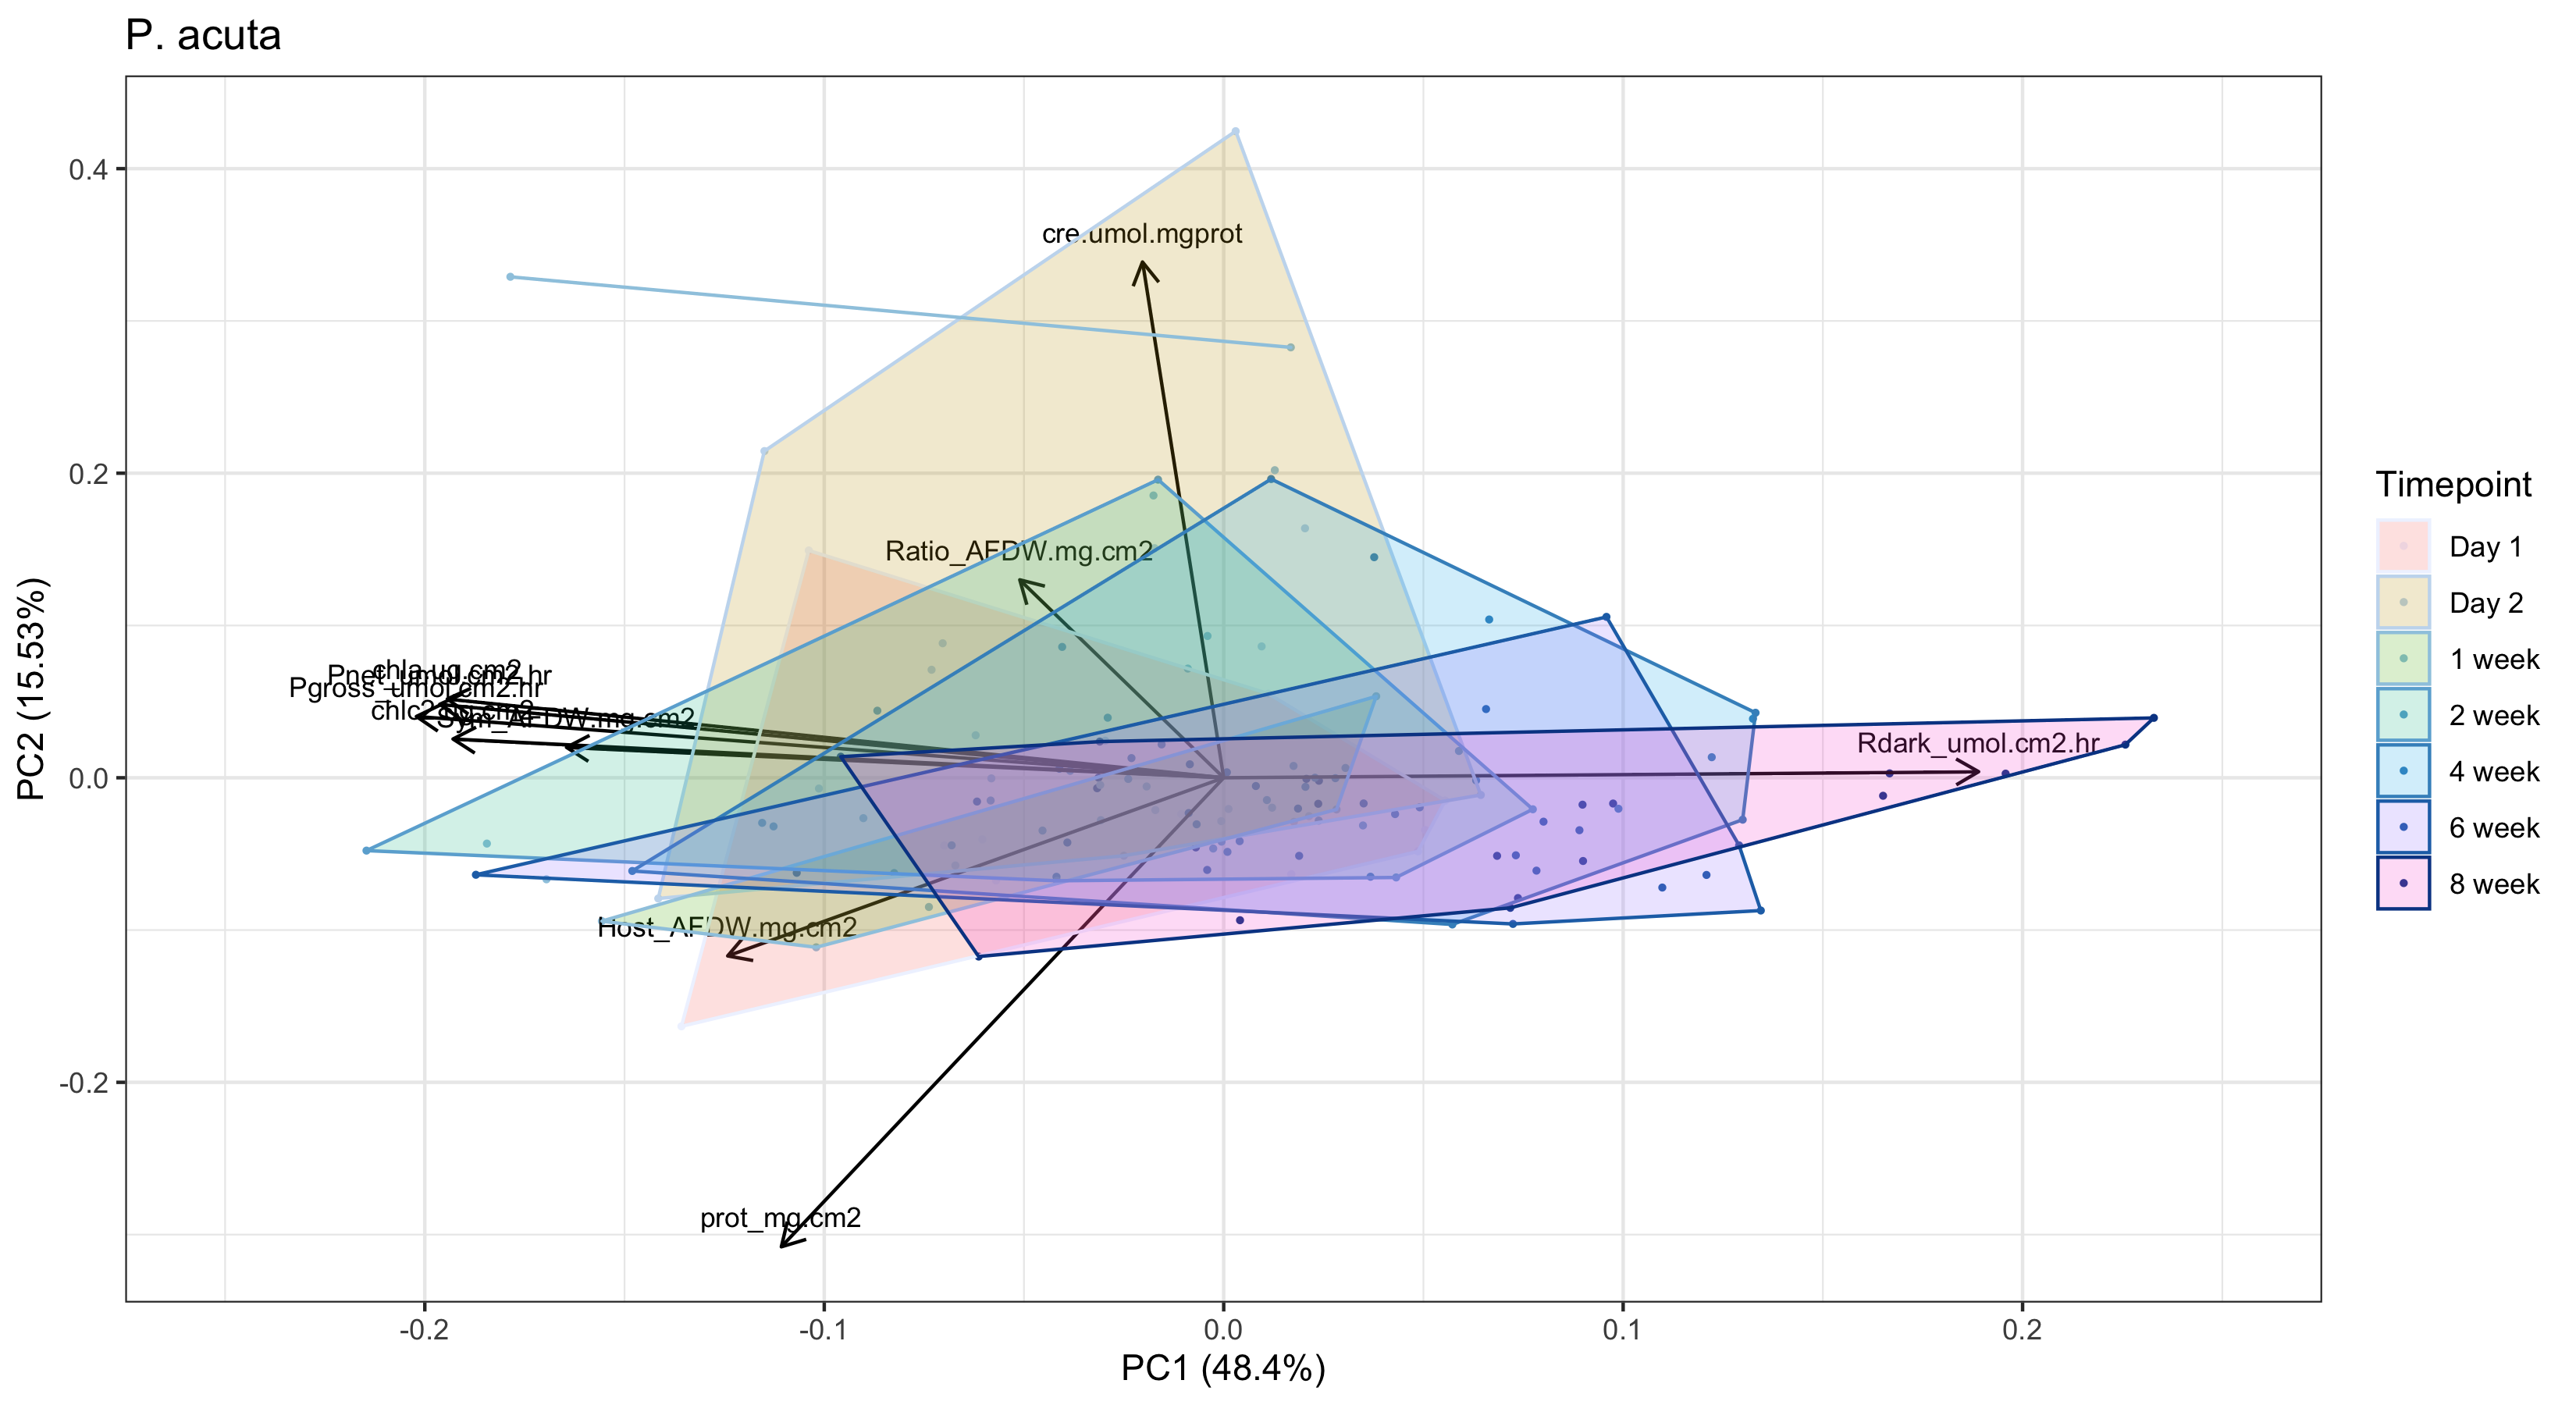 P. acuta
0.4
0.2
0.0
-0.2
PC2 (15.53%)
cre.umol.mgprot
Ratio_AFDW.mg.cm2
chla.ug.cm2
Pnet_umol.cm2.hr
Pgross_umol.cm2.hr
Sym_AFDW.mg.cm2
Rdark_umol.cm2.hr
Host_AFDW.mg.cm2
prot_mg.cm2
-0.2
-0.1
0.0
0.1
0.2
PC1 (48.4%)
Timepoint
Day 1
Day 2
1 week
2 week
4 week
6 week
8 week